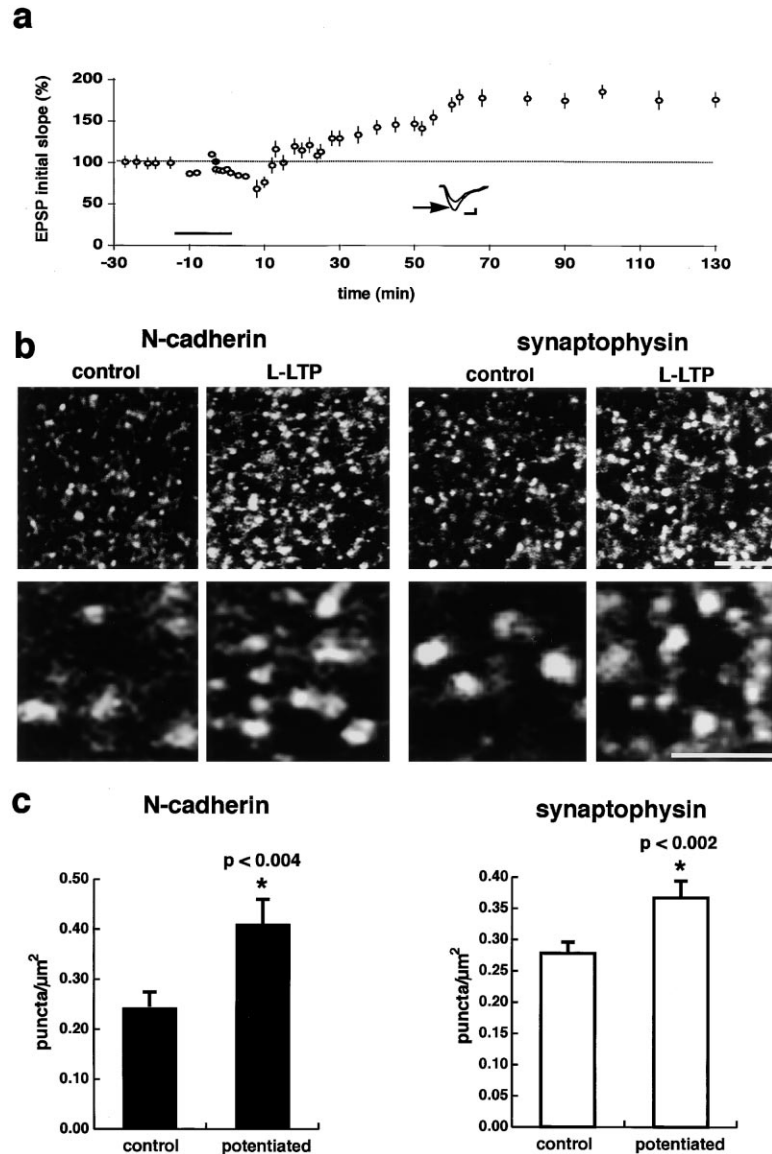 a
EPSP initial slope (%)
200
150
100
50
0
-30 -10 10 30 50 70 90 110 130
time (min)
b
N-cadherin synaptophysin
control L-LTP control L-LTP
c
N-cadherin
p < 0.004
*
puncta/µm²
0.50
0.40
0.30
0.20
0.10
0.00
control potentiated
synaptophysin
p < 0.002
*
puncta/µm²
0.40
0.35
0.30
0.25
0.20
0.15
0.10
0.05
0.00
control potentiated